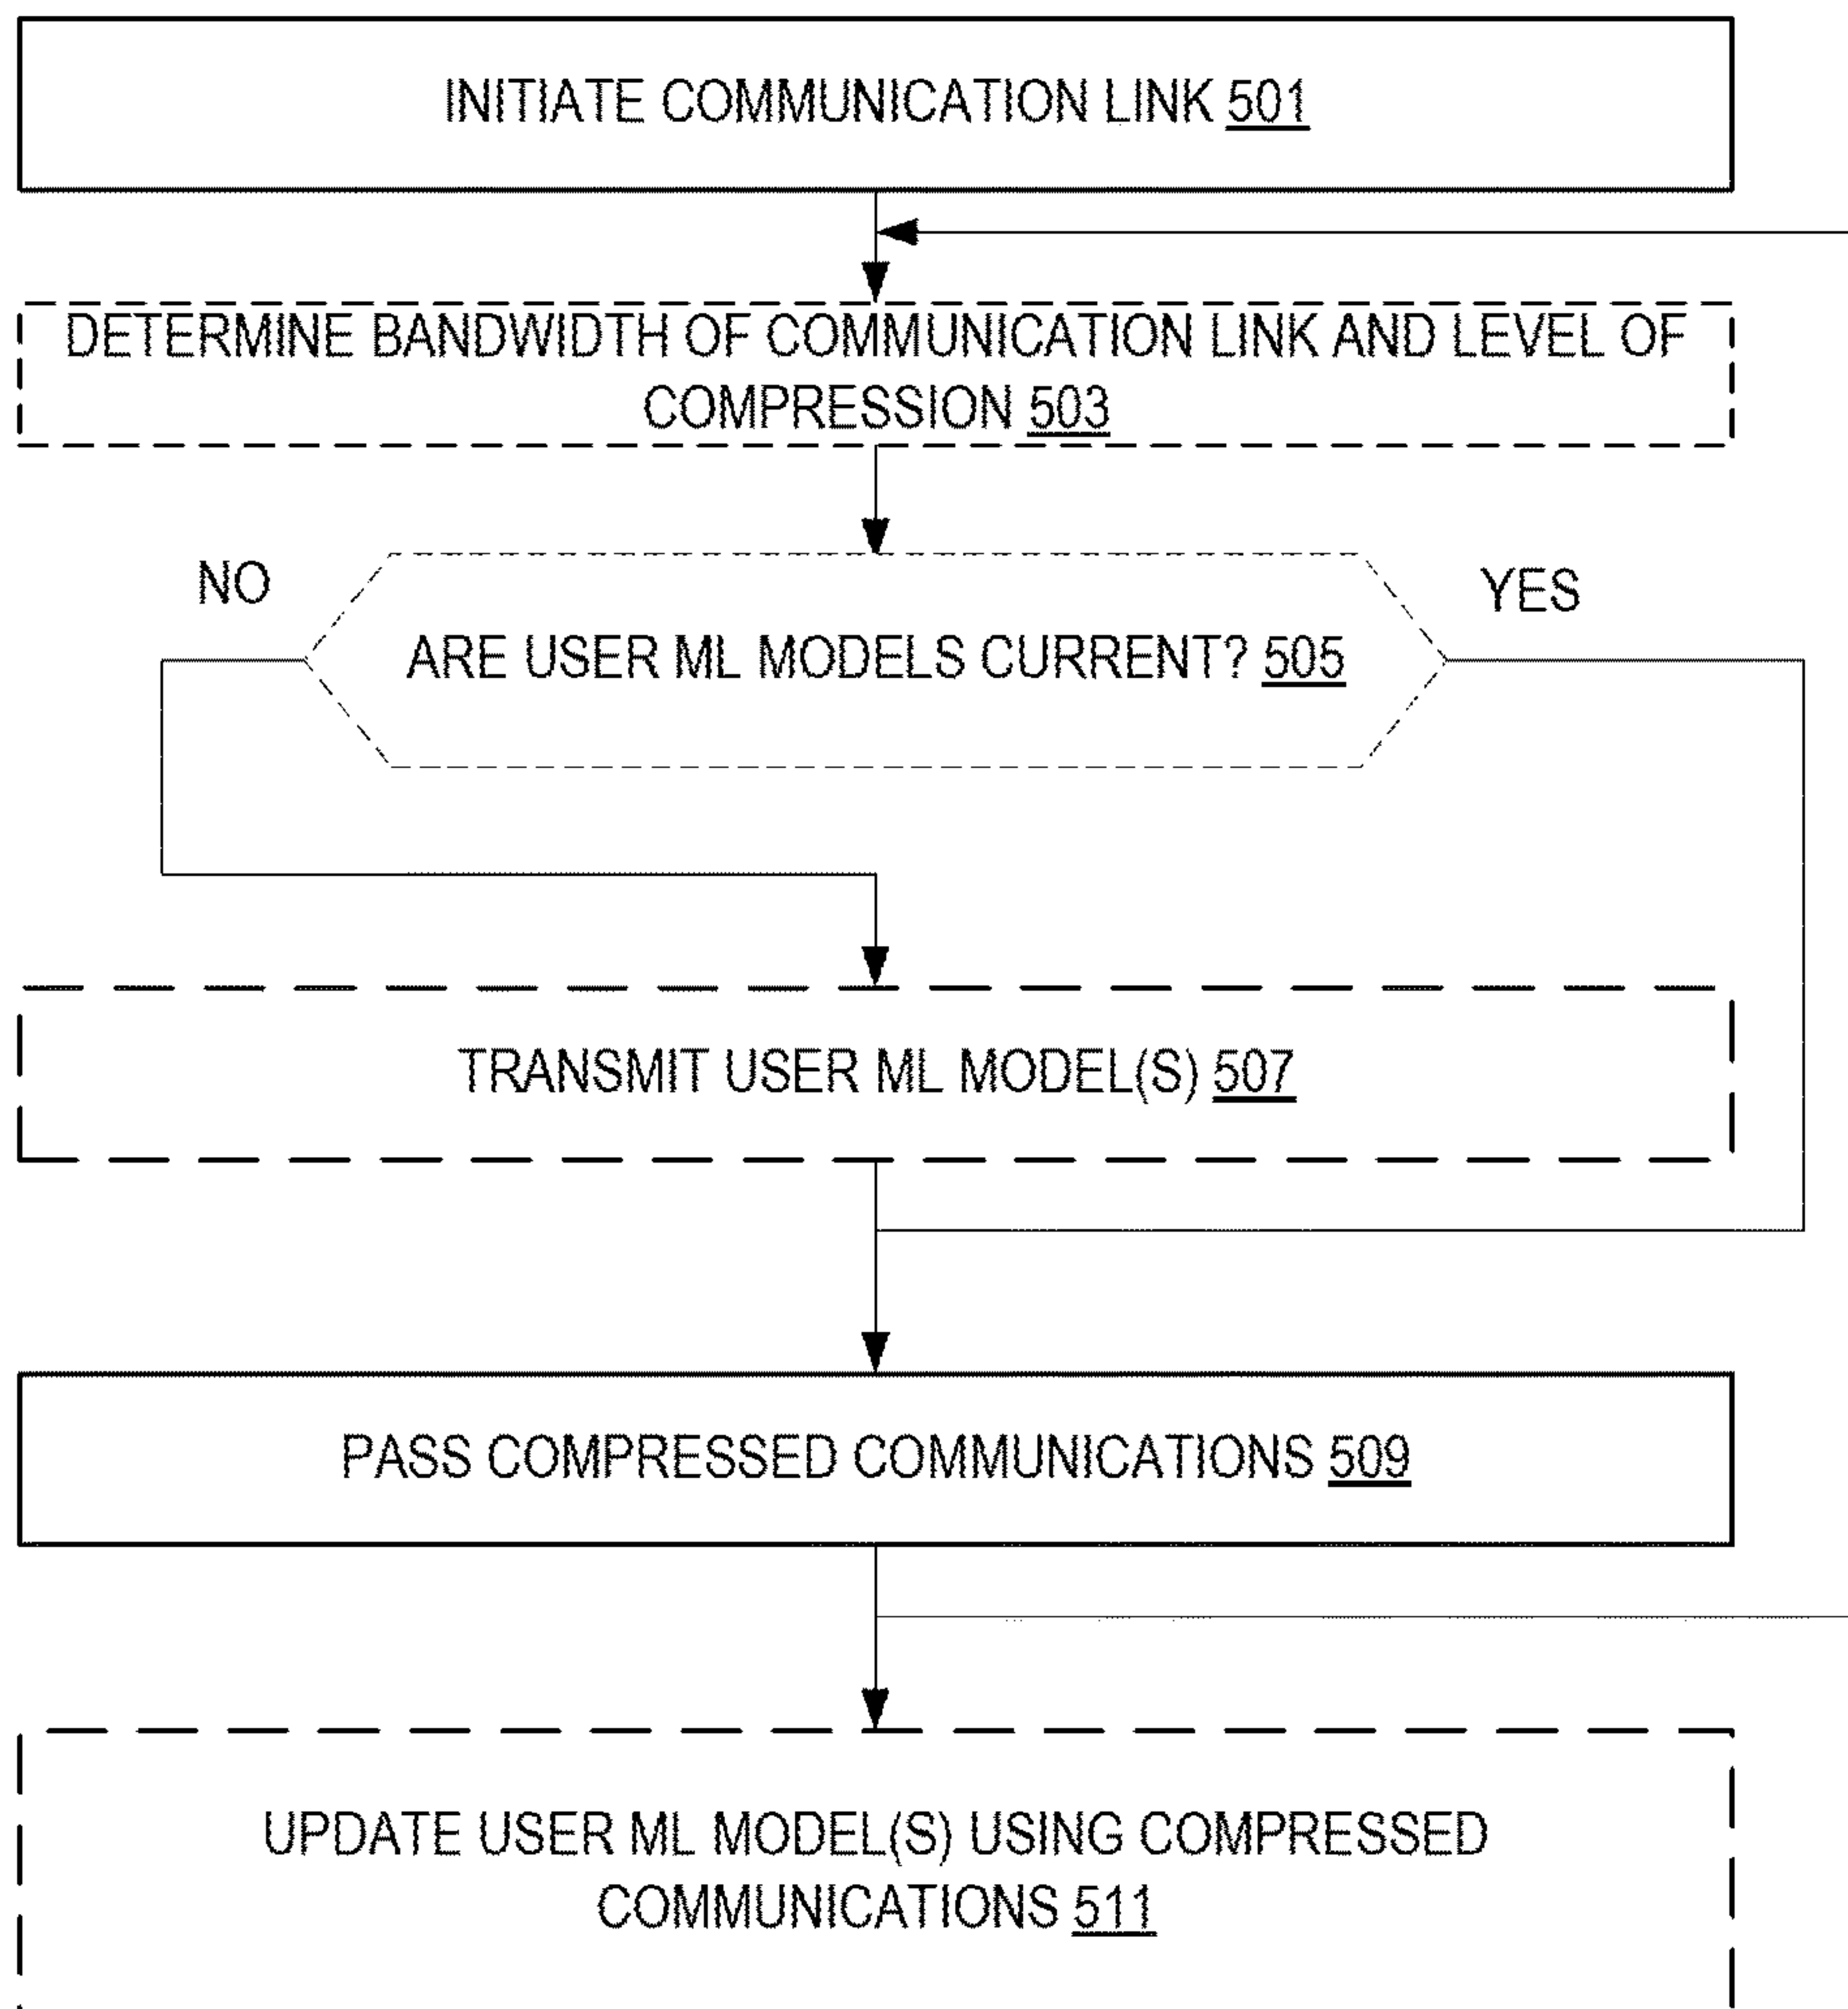 INITIATE COMMUNICATION LINK 501
DETERMINE BANDWIDTH OF COMMUNICATION LINK AND LEVEL OF
COMPRESSION 503
NO
YES
ARE USER ML MODELS CURRENT? 505
TRANSMIT USER ML MODEL(S) 507
PASS COMPRESSED COMMUNICATIONS 509
UPDATE USER ML MODEL(S) USING COMPRESSED
COMMUNICATIONS 511